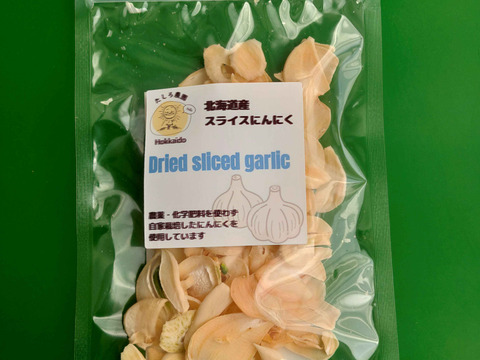 たしろ農園
Hokkaido
北海道産
スライスにんにく
Dried sliced garlic
農薬・化学肥料を使わず
自家栽培したにんにくを
使用しています